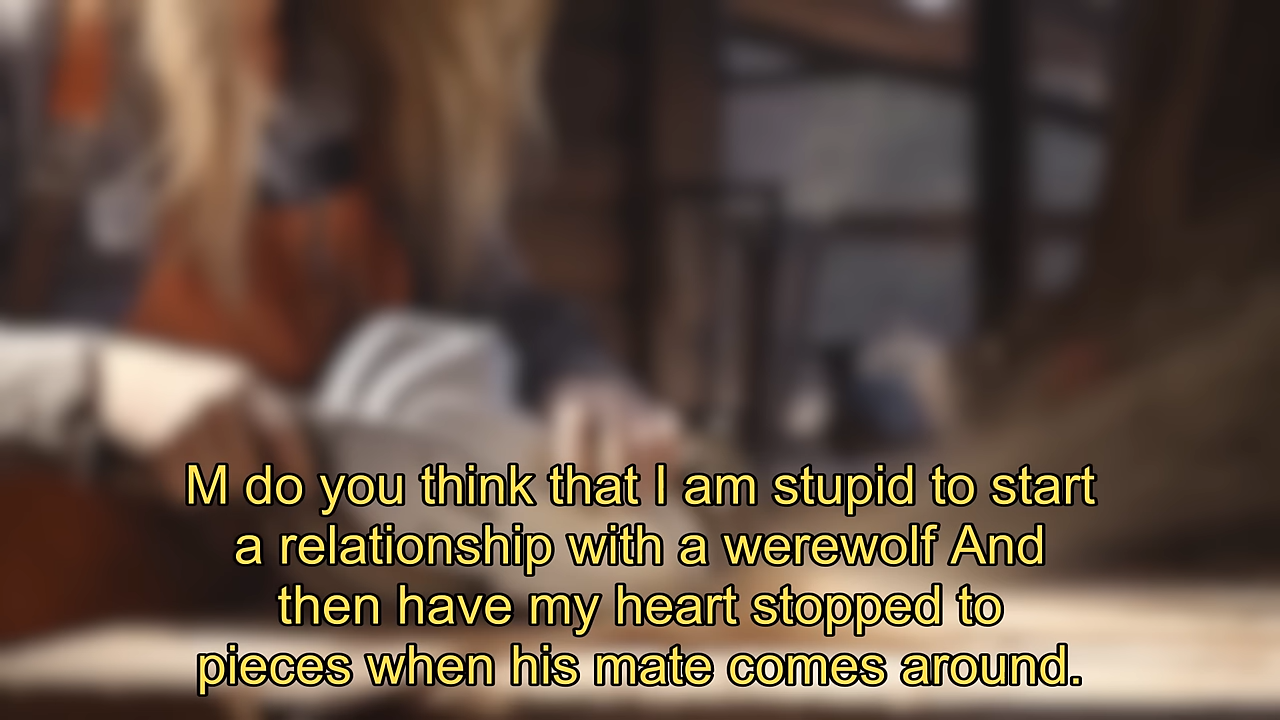 M do you think that I am stupid to start
a relationship with a werewolf And
then have my heart stopped to
pieces when his mate comes around.